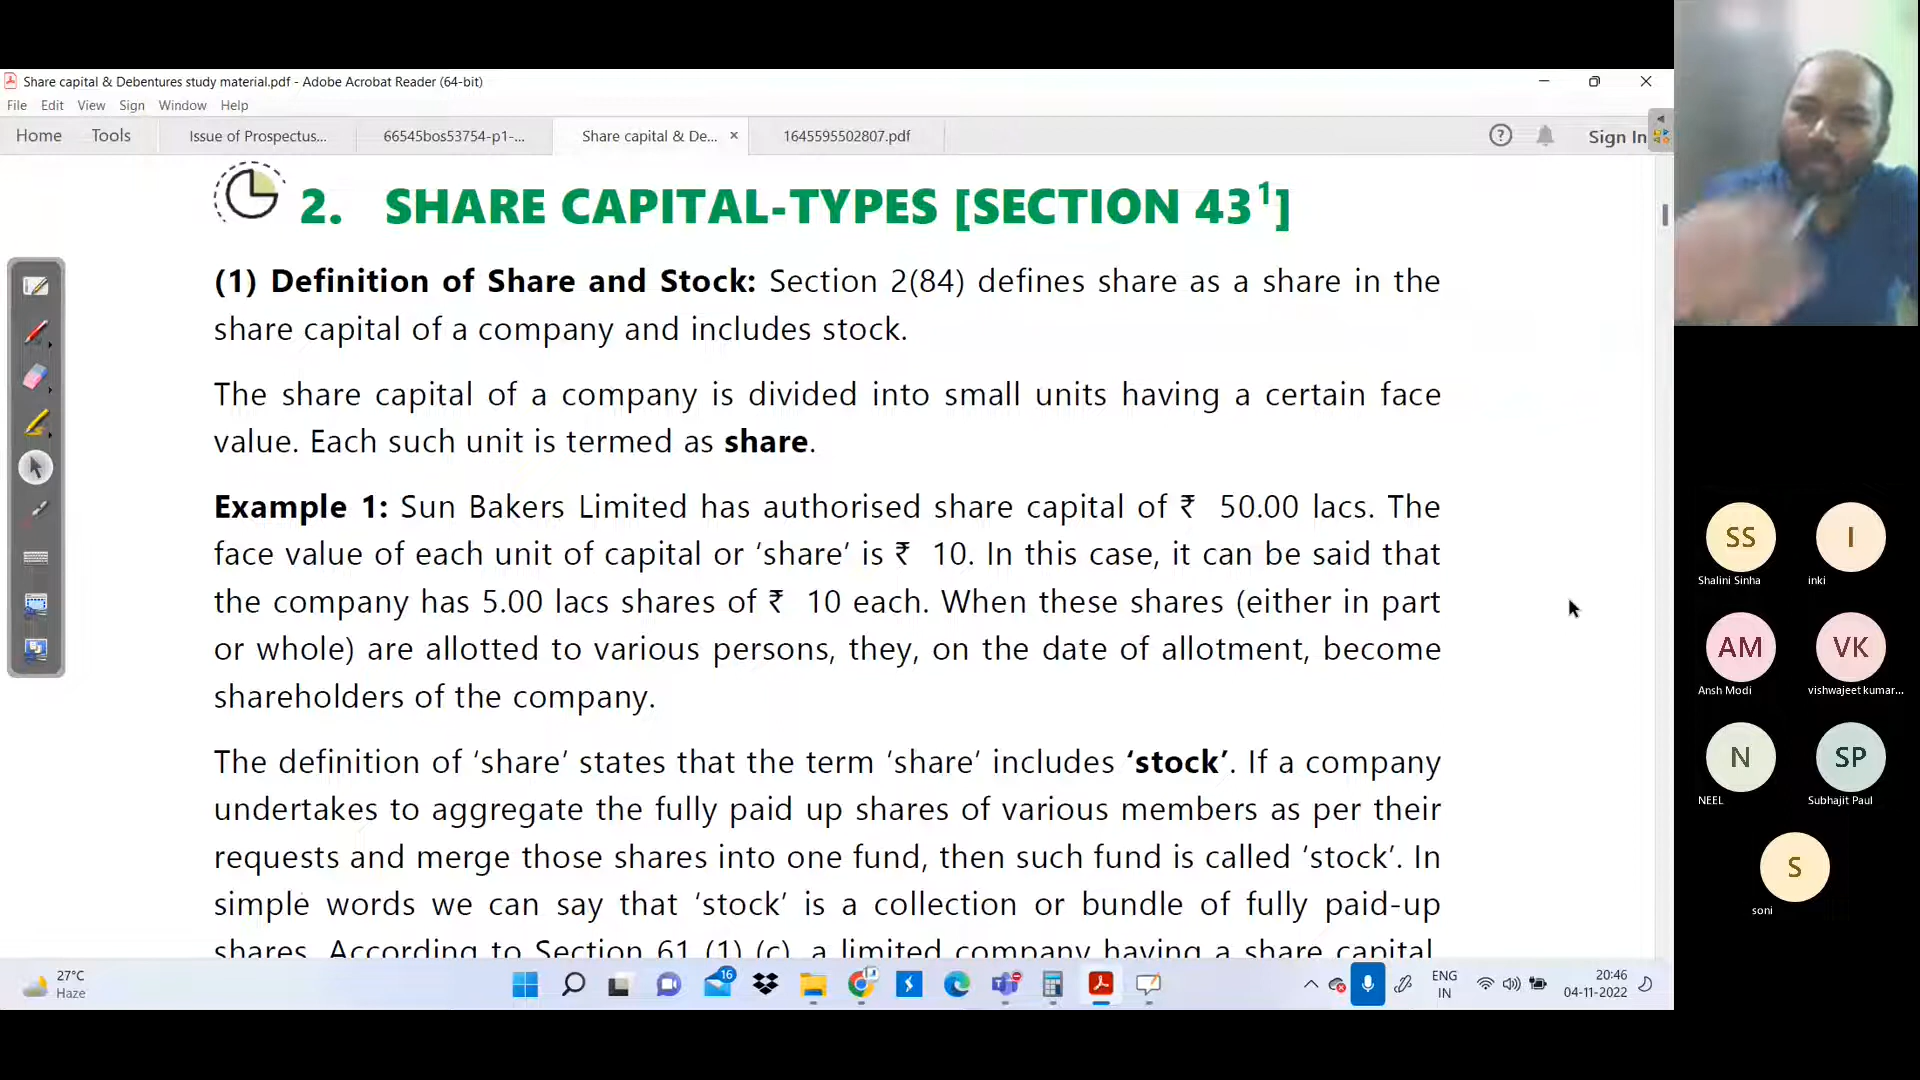 Share capital & Debentures study material.pdf - Adobe Acrobat Reader (64-bit)
File Edit View Sign Window Help
Home Tools Issue of Prospectus... 66545bos53754-p1-... Share capital & De... × 1645595502807.pdf Sign In
2. SHARE CAPITAL-TYPES [SECTION 43¹]
(1) Definition of Share and Stock: Section 2(84) defines share as a share in the
share capital of a company and includes stock.
The share capital of a company is divided into small units having a certain face
value. Each such unit is termed as share.
Example 1: Sun Bakers Limited has authorised share capital of ₹ 50.00 lacs. The
face value of each unit of capital or ‘share’ is ₹ 10. In this case, it can be said that
the company has 5.00 lacs shares of ₹ 10 each. When these shares (either in part
or whole) are allotted to various persons, they, on the date of allotment, become
shareholders of the company.
The definition of ‘share’ states that the term ‘share’ includes ‘stock’. If a company
undertakes to aggregate the fully paid up shares of various members as per their
requests and merge those shares into one fund, then such fund is called ‘stock’. In
simple words we can say that ‘stock’ is a collection or bundle of fully paid-up
shares. According to Section 61 (1) (c), a limited company having a share capital,
SS I
Shalini Sinha inki
AM VK
Ansh Modi vishwajeet kumar...
N SP
NEEL Subhajit Paul
S
soni
27°C
Haze
16
ENG
IN
20:46
04-11-2022